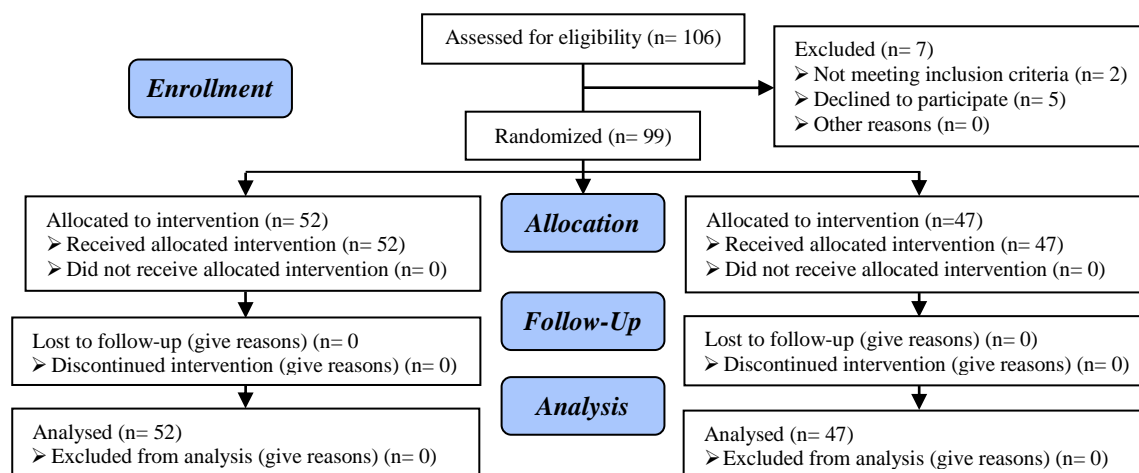 Assessed for eligibility (n= 106)
Excluded (n= 7)
➢ Not meeting inclusion criteria (n= 2)
➢ Declined to participate (n= 5)
➢ Other reasons (n= 0)
Enrollment
Randomized (n= 99)
Allocated to intervention (n= 52)
➢ Received allocated intervention (n= 52)
➢ Did not receive allocated intervention (n= 0)
Allocation
Allocated to intervention (n=47)
➢ Received allocated intervention (n= 47)
➢ Did not receive allocated intervention (n= 0)
Lost to follow-up (give reasons) (n= 0
➢ Discontinued intervention (give reasons) (n= 0)
Follow-Up
Lost to follow-up (give reasons) (n= 0)
➢ Discontinued intervention (give reasons) (n= 0)
Analysed (n= 52)
➢ Excluded from analysis (give reasons) (n= 0)
Analysis
Analysed (n= 47)
➢ Excluded from analysis (give reasons) (n= 0)